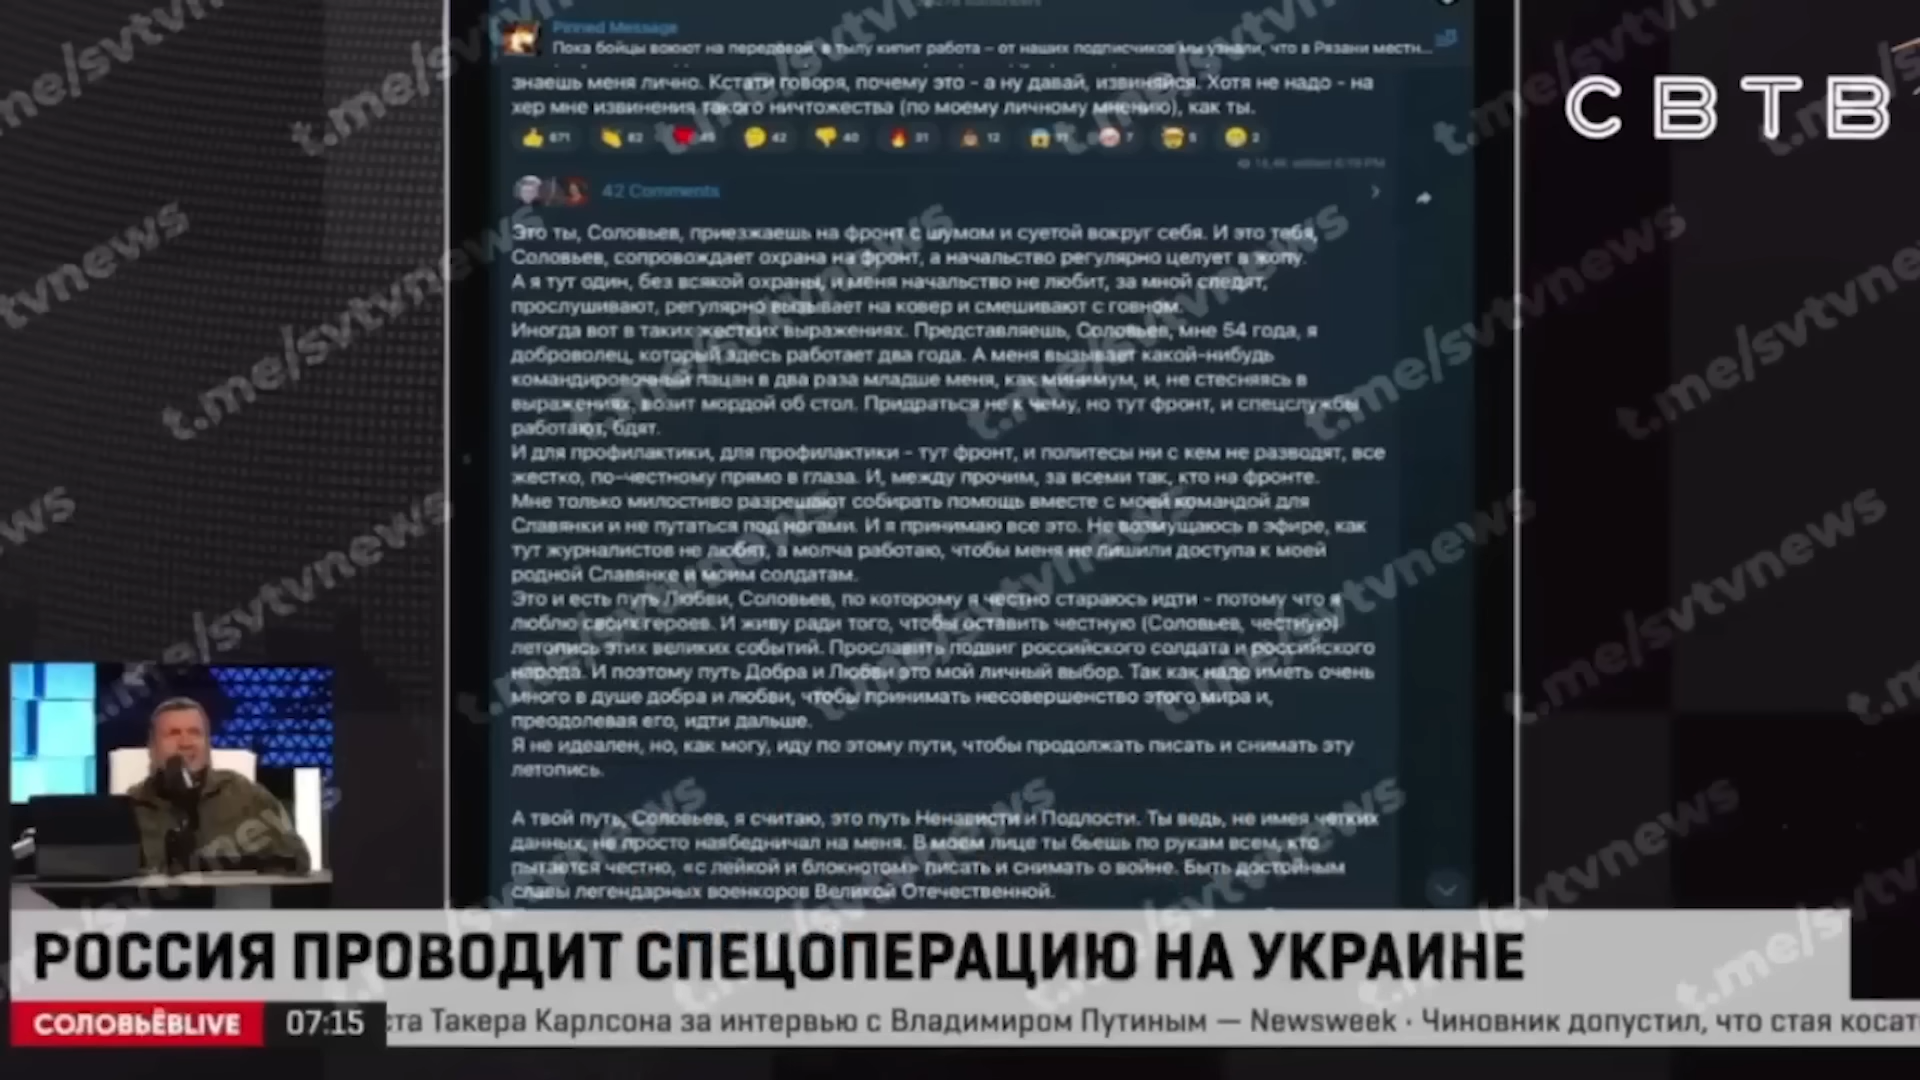 Pinned Message
Пока бойцы воюют на передовой, в тылу кипит работа – от наших подписчиков мы узнали, что в Рязани местн...
знаешь меня лично. Кстати говоря, почему это - а ну давай, извиняйся. Хотя не надо - на
хер мне извинения такого ничтожества (по моему личному мнению), как ты.
671 62 45 42 40 31 12 11 7 5 2
42 Comments
Это ты, Соловьев, приезжаешь на фронт с шумом и суетой вокруг себя. И это тебя,
Соловьев, сопровождает охрана на фронт, а начальство регулярно целует в жопу.
А я тут один, без всякой охраны, и меня начальство не любит, за мной следят,
прослушивают, регулярно вызывает на ковер и смешивают с говном.
Иногда вот в таких жестких выражениях. Представляешь, Соловьев, мне 54 года, я
доброволец, который здесь работает два года. А меня вызывает какой-нибудь
командировочный пацан в два раза младше меня, как минимум, и, не стесняясь в
выражениях, возит мордой об стол. Придраться не к чему, но тут фронт, и спецслужбы
работают, бдят.
И для профилактики, для профилактики - тут фронт, и политесы ни с кем не разводят, все
жестко, по-честному прямо в глаза. И, между прочим, за всеми так, кто на фронте.
Мне только милостиво разрешают собирать помощь вместе с моей командой для
Славянки и не путаться под ногами. И я принимаю все это. Не возмущаюсь в эфире, как
тут журналистов не любят, а молча работаю, чтобы меня не лишили доступа к моей
родной Славянке и моим солдатам.
Это и есть путь Любви, Соловьев, по которому я честно стараюсь идти - потому что я
люблю своих героев. И живу ради того, чтобы оставить честную (Соловьев, честную)
летопись этих великих событий. Прославить подвиг российского солдата и российского
народа. И поэтому путь Добра и Любви это мой личный выбор. Так как надо иметь очень
много в душе добра и любви, чтобы принимать несовершенство этого мира и,
преодолевая его, идти дальше.
Я не идеален, но, как могу, иду по этому пути, чтобы продолжать писать и снимать эту
летопись.
А твой путь, Соловьев, я считаю, это путь Ненависти и Подлости. Ты ведь, не имея четких
данных, не просто наябедничал на меня. В моем лице ты бьешь по рукам всем, кто
пытается честно, «с лейкой и блокнотом» писать и снимать о войне. Быть достойным
славы легендарных военкоров Великой Отечественной.
СВТВ
t.me/svtvnews
РОССИЯ ПРОВОДИТ СПЕЦОПЕРАЦИЮ НА УКРАИНЕ
СОЛОВЬЁВLIVE 07:15 ста Такера Карлсона за интервью с Владимиром Путиным — Newsweek · Чиновник допустил, что стая косат